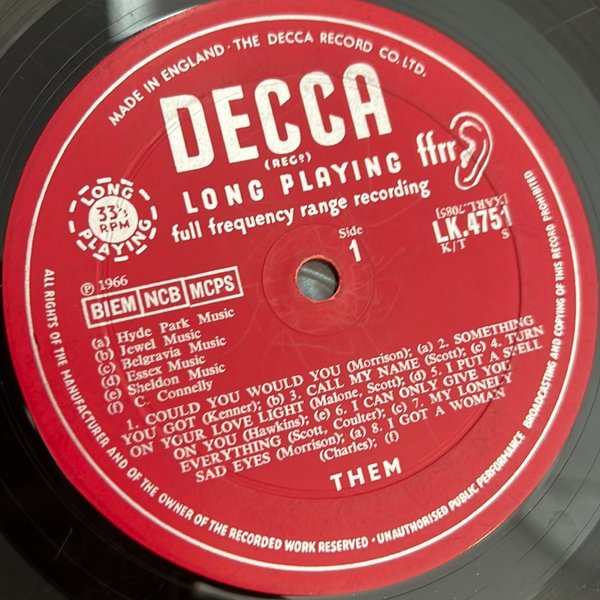 MADE IN ENGLAND · THE DECCA RECORD CO. LTD.
DECCA
(REGD)
LONG PLAYING
ffrr
full frequency range recording
LONG
33⅓
RPM
PLAYING
Side
1
[XARL.7085]
LK.4751
K/T S
℗ 1966
BIEM NCB MCPS
(a) Hyde Park Music
(b) Jewel Music
(c) Belgravia Music
(d) Essex Music
(e) Sheldon Music
(f) C. Connelly
1. COULD YOU WOULD YOU (Morrison); (a) 2. SOMETHING
YOU GOT (Kenner); (b) 3. CALL MY NAME (Scott); (c) 4. TURN
ON YOUR LOVE LIGHT (Malone, Scott); (d) 5. I PUT A SPELL
ON YOU (Hawkins); (e) 6. I CAN ONLY GIVE YOU
EVERYTHING (Scott, Coulter); (c) 7. MY LONELY
SAD EYES (Morrison); (a) 8. I GOT A WOMAN
(Charles); (f)
THEM
ALL RIGHTS OF THE MANUFACTURER AND OF THE OWNER OF THE RECORDED WORK RESERVED · UNAUTHORISED PUBLIC PERFORMANCE BROADCASTING AND COPYING OF THIS RECORD PROHIBITED